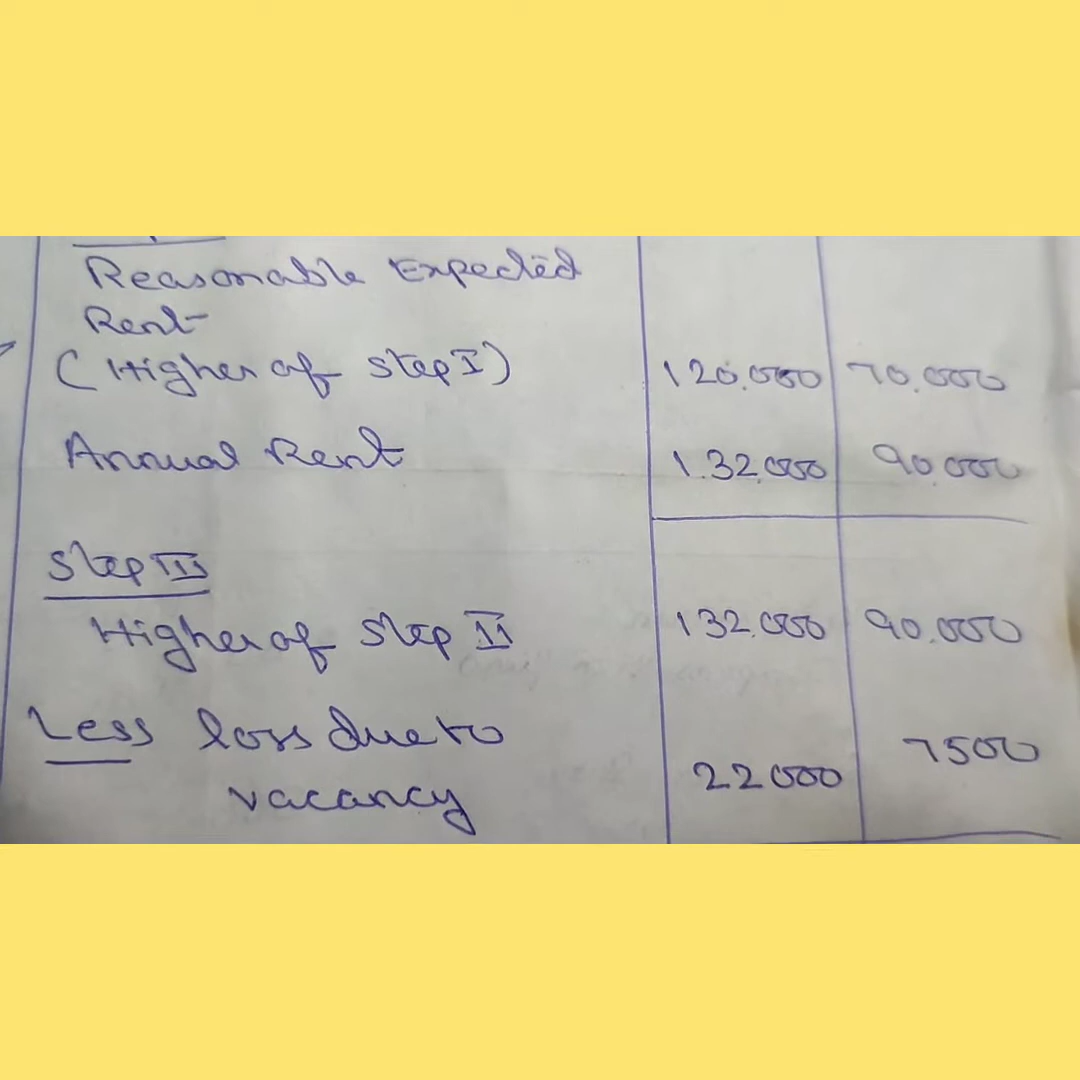 Reasonable Expected
Rent
(Higher of Step I) 120.000 70.000
Annual Rent 1.32.000 90.000
Step III
Higher of Step II 132.000 90.000
Less loss due to 7500
vacancy 22000